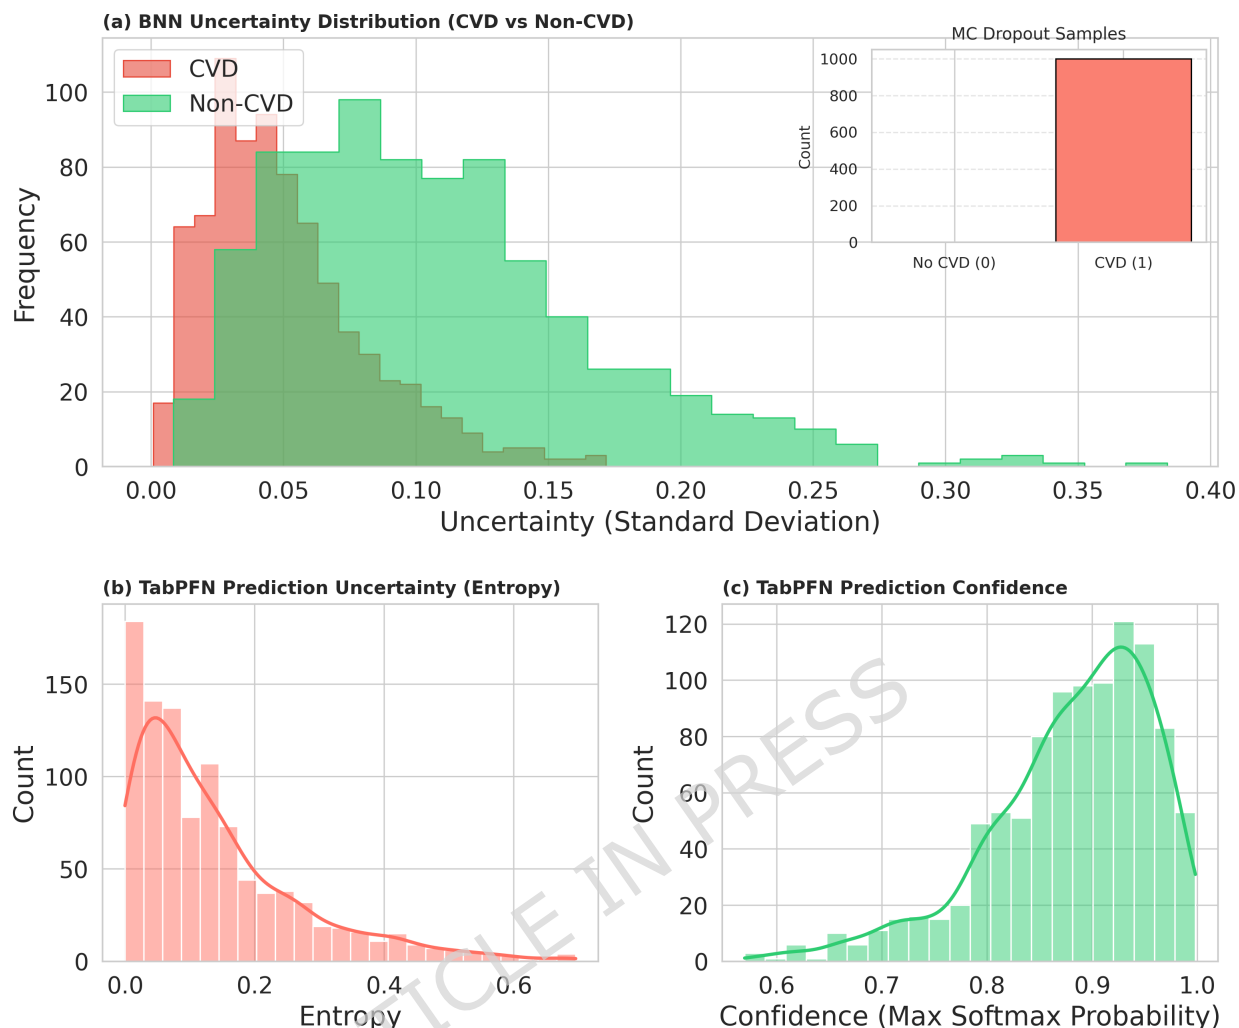 (a) BNN Uncertainty Distribution (CVD vs Non-CVD)
MC Dropout Samples
CVD
Non-CVD
100
80
60
40
20
0
Frequency
1000
800
600
400
200
0
Count
No CVD (0)
CVD (1)
0.00 0.05 0.10 0.15 0.20 0.25 0.30 0.35 0.40
Uncertainty (Standard Deviation)
(b) TabPFN Prediction Uncertainty (Entropy)
150
100
50
0
Count
0.0 0.2 0.4 0.6
Entropy
(c) TabPFN Prediction Confidence
120
100
80
60
40
20
0
Count
0.6 0.7 0.8 0.9 1.0
Confidence (Max Softmax Probability)
TICLE IN PRESS